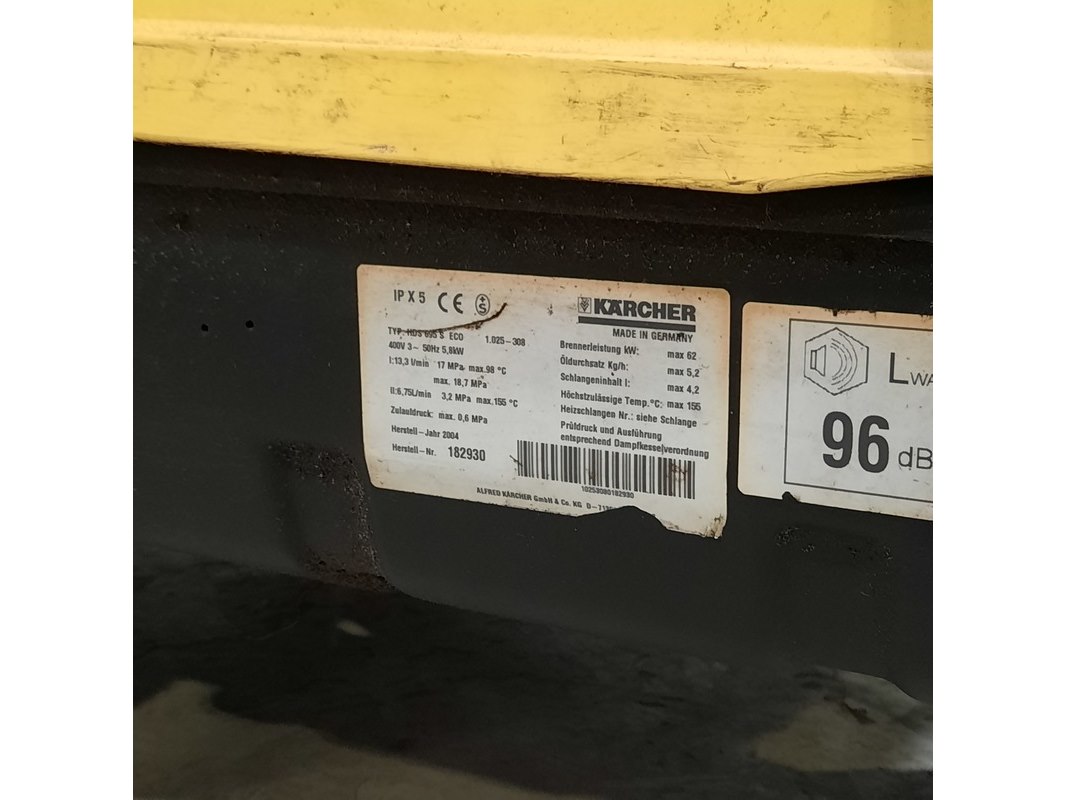 IP X 5 CE S
KÄRCHER
MADE IN GERMANY
TYP: HDS 695 S ECO 1.025-308
400V 3~ 50Hz 5,8kW
I:13,3 l/min 17 MPa max.98 °C
max. 18,7 MPa
II:6,75L/min 3,2 MPa max.155 °C
Zulaufdruck: max. 0,6 MPa
Herstell-Jahr 2004
Herstell-Nr. 182930
Brennerleistung kW: max 62
Öldurchsatz Kg/h: max 5,2
Schlangeninhalt l: max 4,2
Höchstzulässige Temp.°C: max 155
Heizschlangen Nr.: siehe Schlange
Prüfdruck und Ausführung
entsprechend Dampfkesselverordnung
10253080182930
ALFRED KÄRCHER GmbH & Co. KG D-71
LWA
96 dB